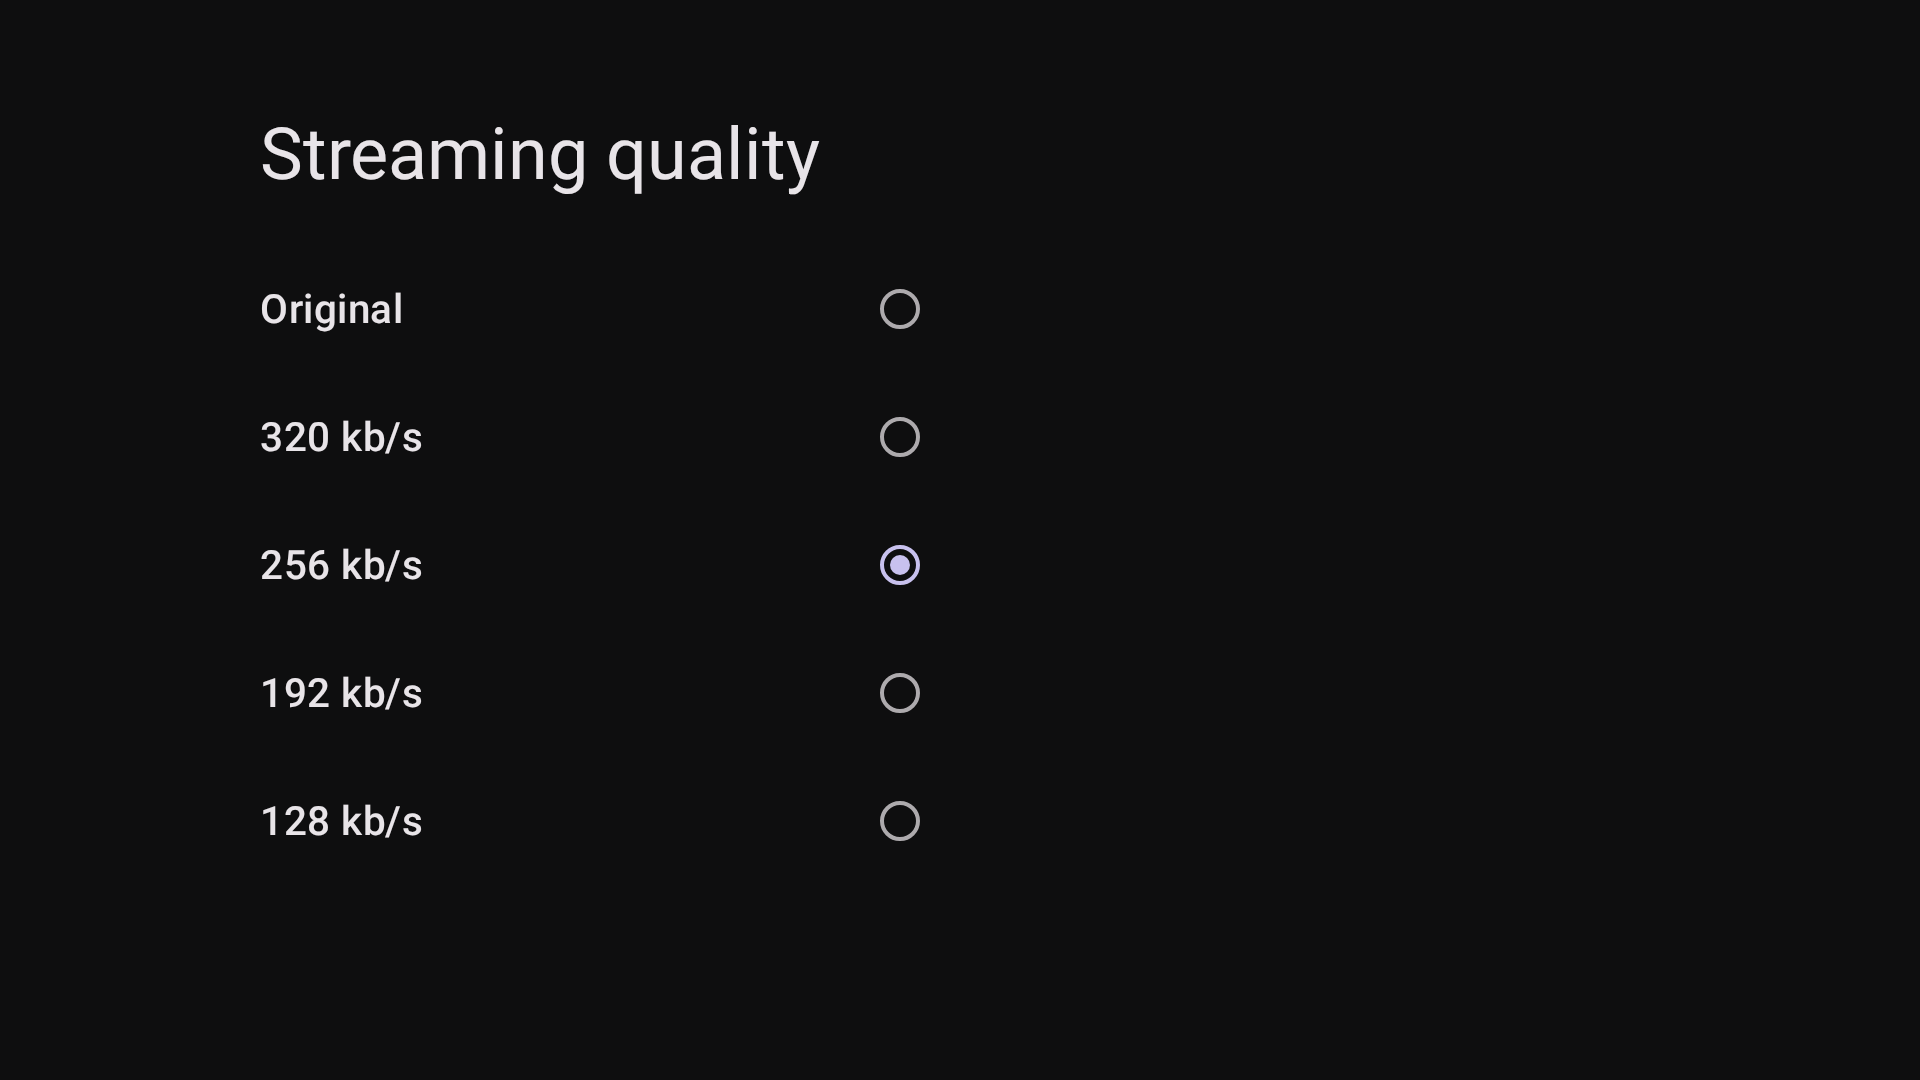 Streaming quality
Original
320 kb/s
256 kb/s
192 kb/s
128 kb/s